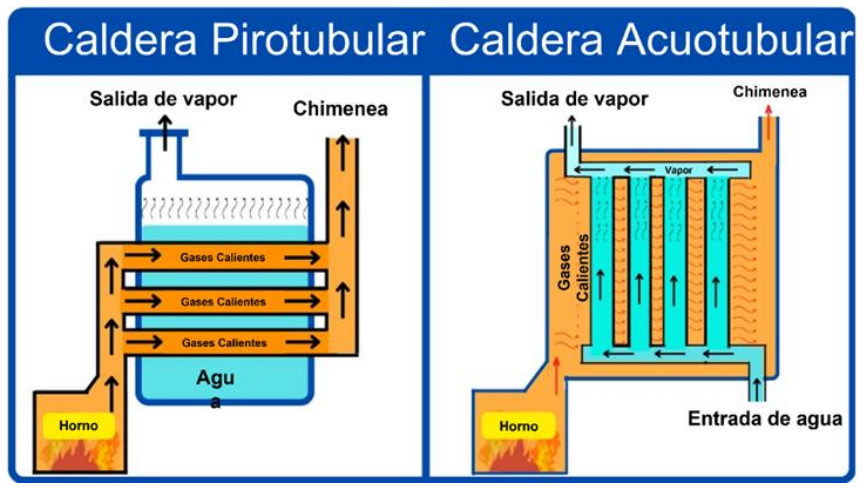 Caldera Pirotubular
Salida de vapor
Chimenea
Gases Calientes
Gases Calientes
Gases Calientes
Agu
a
Horno
Caldera Acuotubular
Salida de vapor
Chimenea
Vapor
Gases
Calientes
Entrada de agua
Horno